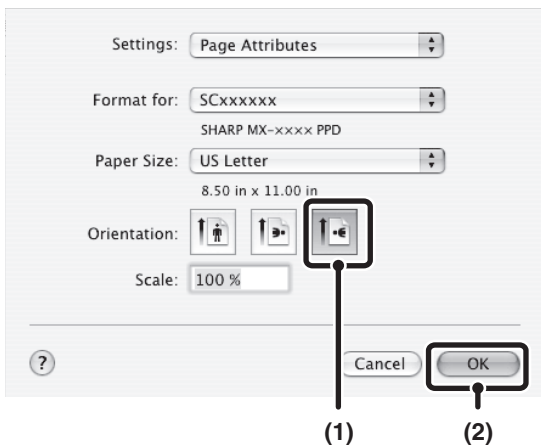 Settings: Page Attributes
Format for: SCxxxxxx
SHARP MX-×××× PPD
Paper Size: US Letter
8.50 in x 11.00 in
Orientation:
Scale: 100 %
? Cancel OK
(1) (2)